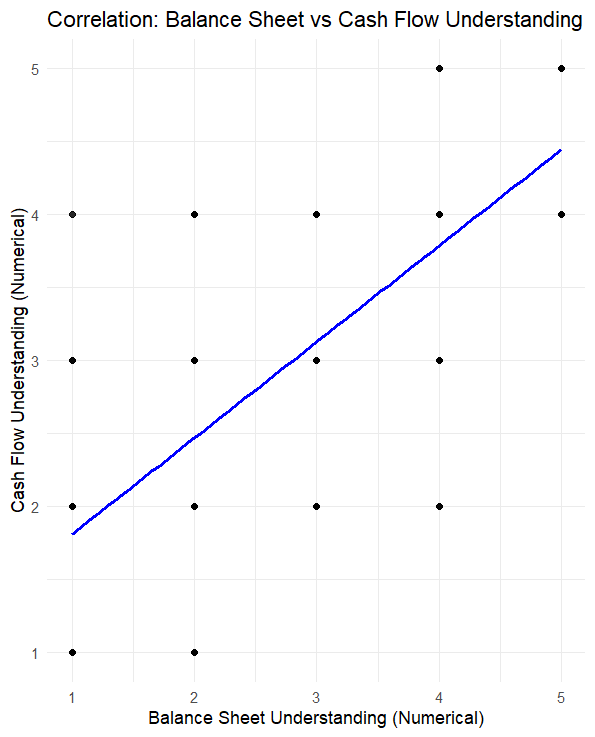 Correlation: Balance Sheet vs Cash Flow Understanding
5
4
3
2
1
Cash Flow Understanding (Numerical)
1 2 3 4 5
Balance Sheet Understanding (Numerical)